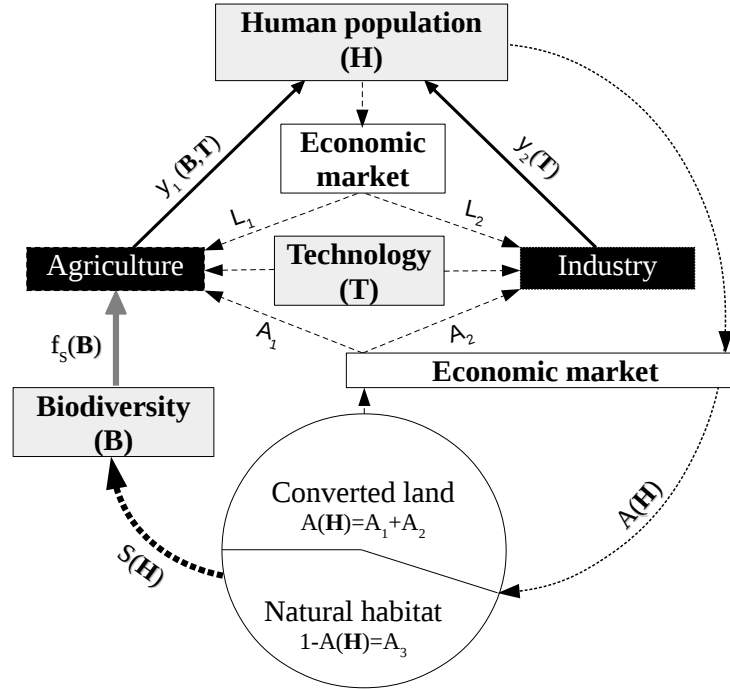 Human population
(H)
y₁(B,T)
y₂(T)
Economic
market
L₁
L₂
Agriculture
Technology
(T)
Industry
A₁
A₂
fₛ(B)
Economic market
Biodiversity
(B)
Converted land
A(H)=A₁+A₂
A(H)
S(H)
Natural habitat
1-A(H)=A₃